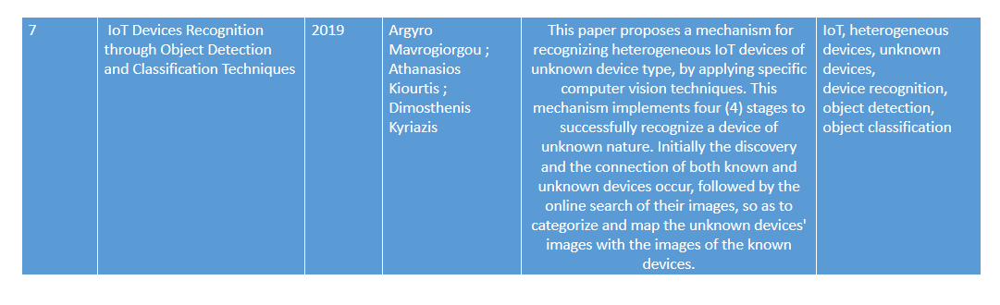 7
IoT Devices Recognition
through Object Detection
and Classification Techniques
2019
Argyro
Mavrogiorgou ;
Athanasios
Kiourtis ;
Dimosthenis
Kyriazis
This paper proposes a mechanism for
recognizing heterogeneous IoT devices of
unknown device type, by applying specific
computer vision techniques. This
mechanism implements four (4) stages to
successfully recognize a device of
unknown nature. Initially the discovery
and the connection of both known and
unknown devices occur, followed by the
online search of their images, so as to
categorize and map the unknown devices'
images with the images of the known
devices.
IoT, heterogeneous
devices, unknown
devices,
device recognition,
object detection,
object classification